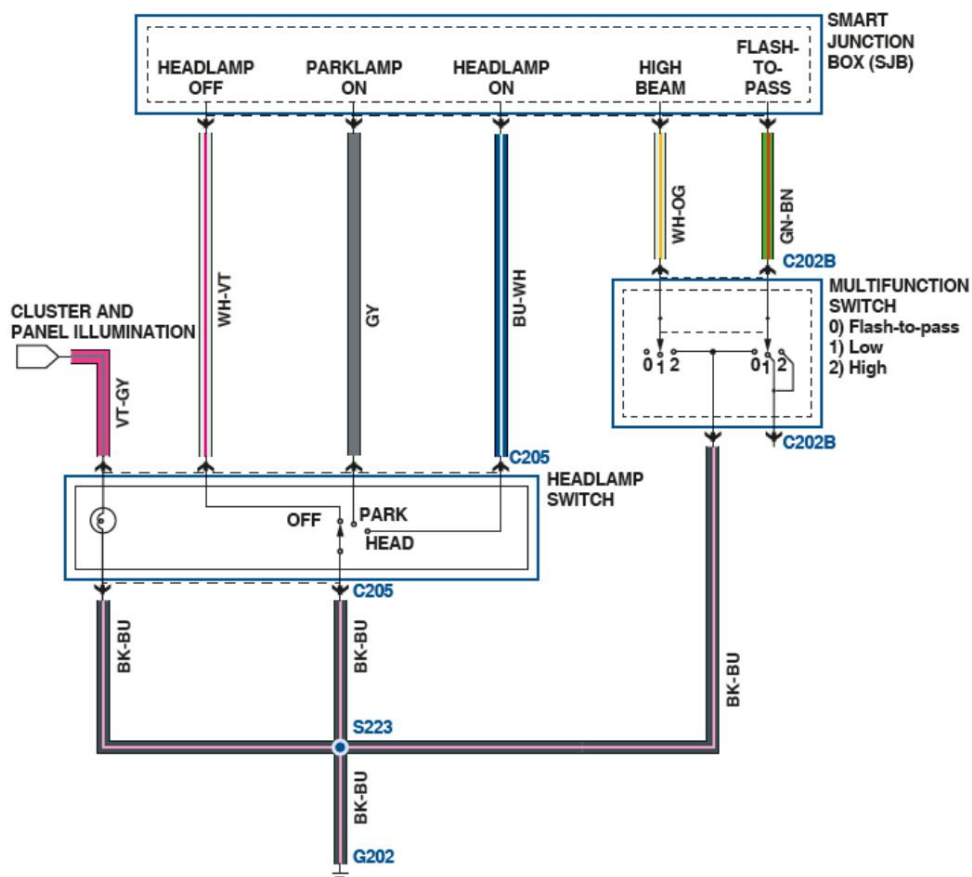 SMART
JUNCTION
BOX (SJB)
HEADLAMP
OFF
PARKLAMP
ON
HEADLAMP
ON
HIGH
BEAM
FLASH-
TO-
PASS
WH-VT
GY
BU-WH
WH-OG
GN-BN
C202B
MULTIFUNCTION
SWITCH
0) Flash-to-pass
1) Low
2) High
0 1 2
0 1 2
C202B
CLUSTER AND
PANEL ILLUMINATION
VT-GY
C205
HEADLAMP
SWITCH
OFF
PARK
HEAD
C205
BK-BU
BK-BU
BK-BU
S223
BK-BU
G202